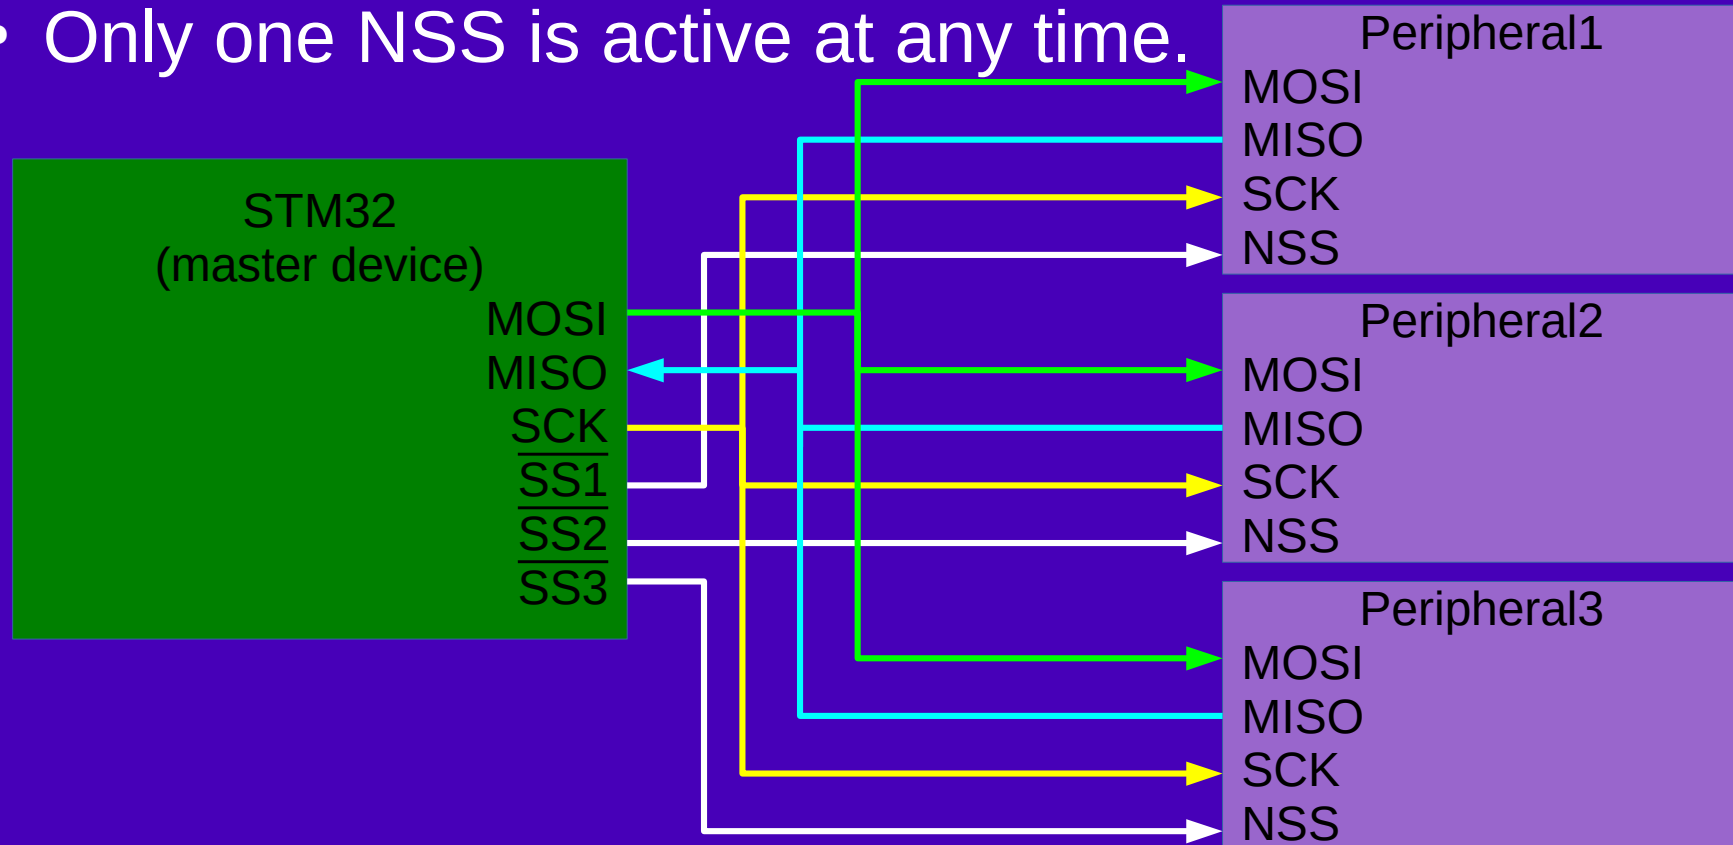 • Only one NSS is active at any time.
STM32
(master device)
MOSI
MISO
SCK
SS1
SS2
SS3
Peripheral1
MOSI
MISO
SCK
NSS
Peripheral2
MOSI
MISO
SCK
NSS
Peripheral3
MOSI
MISO
SCK
NSS